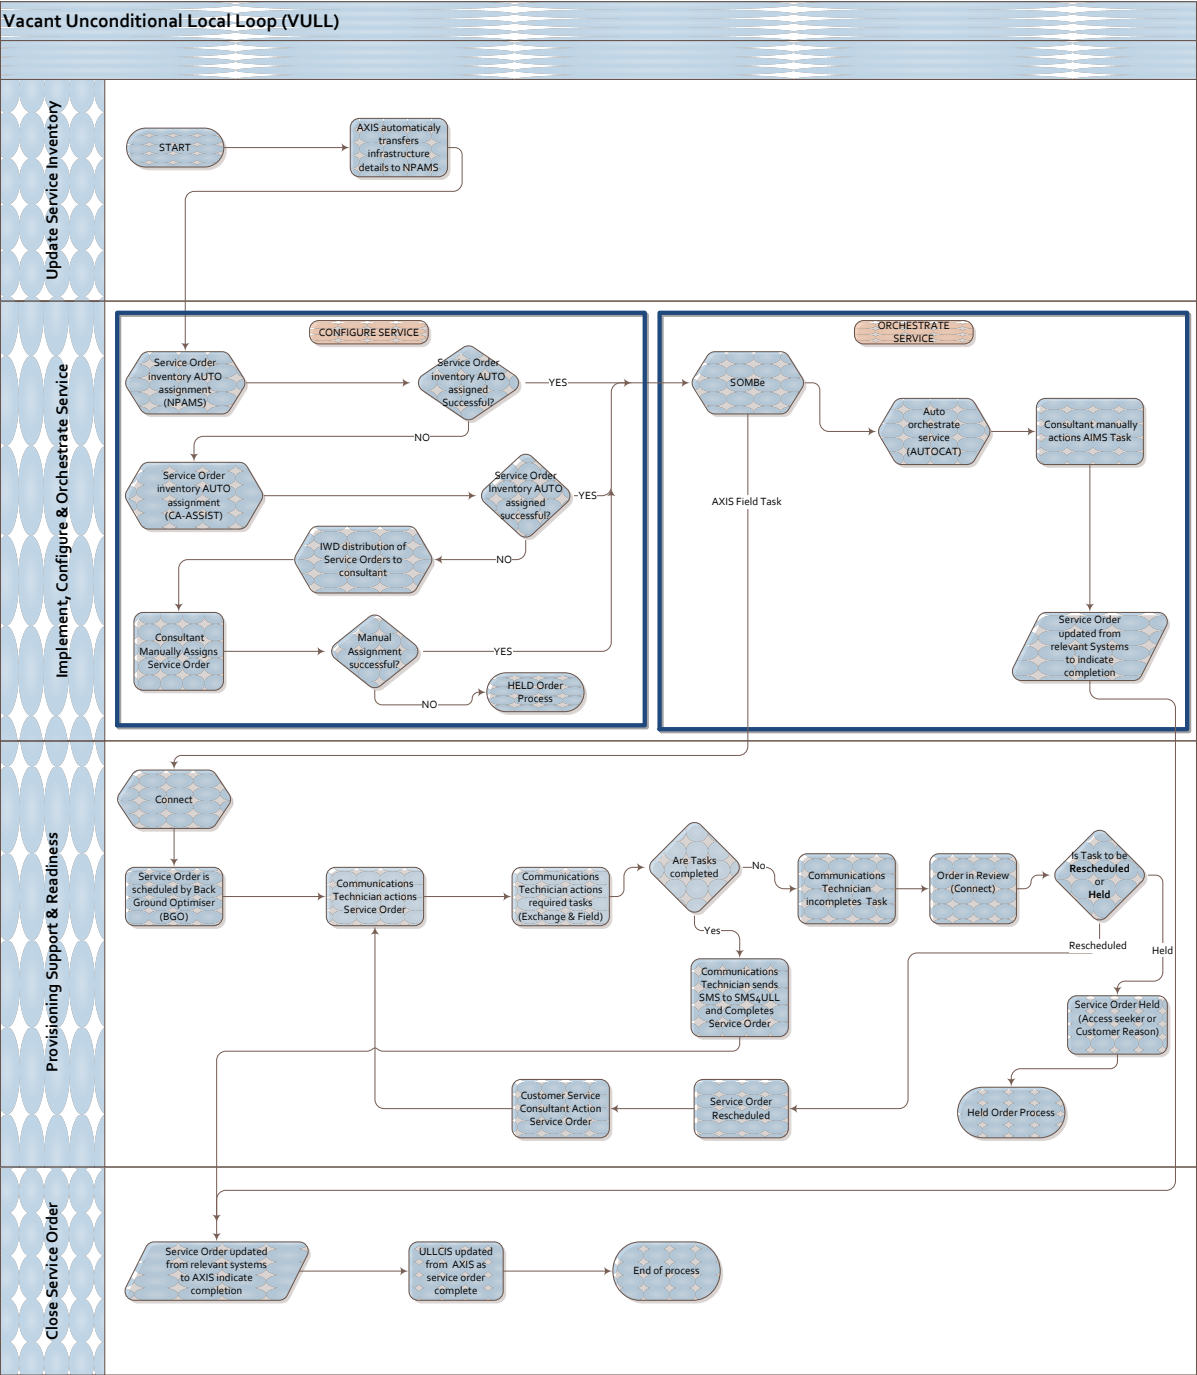 Vacant Unconditional Local Loop (VULL)
Update Service Inventory
START
AXIS automaticaly
transfers
infrastructure
details to NPAMS
Implement, Configure & Orchestrate Service
CONFIGURE SERVICE
Service Order
inventory AUTO
assignment
(NPAMS)
Service Order
inventory AUTO
assigned
Successful?
YES
NO
Service Order
inventory AUTO
assignment
(CA-ASSIST)
Service Order
Inventory AUTO
assigned
successful?
YES
NO
IWD distribution of
Service Orders to
consultant
Consultant
Manually Assigns
Service Order
Manual
Assignment
successful?
YES
NO
HELD Order
Process
ORCHESTRATE
SERVICE
SOMBe
Auto
orchestrate
service
(AUTOCAT)
Consultant manually
actions AIMS Task
AXIS Field Task
Service Order
updated from
relevant Systems
to indicate
completion
Provisioning Support & Readiness
Connect
Service Order is
scheduled by Back
Ground Optimiser
(BGO)
Communications
Technician actions
Service Order
Communications
Technician actions
required tasks
(Exchange & Field)
Are Tasks
completed
No
Yes
Communications
Technician
incompletes Task
Order in Review
(Connect)
Is Task to be
Rescheduled
or
Held
Rescheduled
Held
Communications
Technician sends
SMS to SMS4ULL
and Completes
Service Order
Service Order Held
(Access seeker or
Customer Reason)
Customer Service
Consultant Action
Service Order
Service Order
Rescheduled
Held Order Process
Close Service Order
Service Order updated
from relevant systems
to AXIS indicate
completion
ULLCIS updated
from AXIS as
service order
complete
End of process